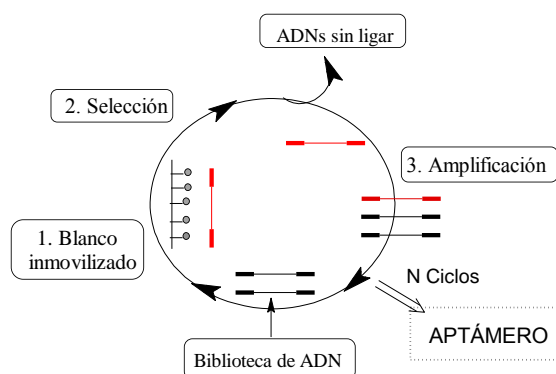 ADNs sin ligar
2. Selección
3. Amplificación
1. Blanco
inmovilizado
N Ciclos
APTÁMERO
Biblioteca de ADN